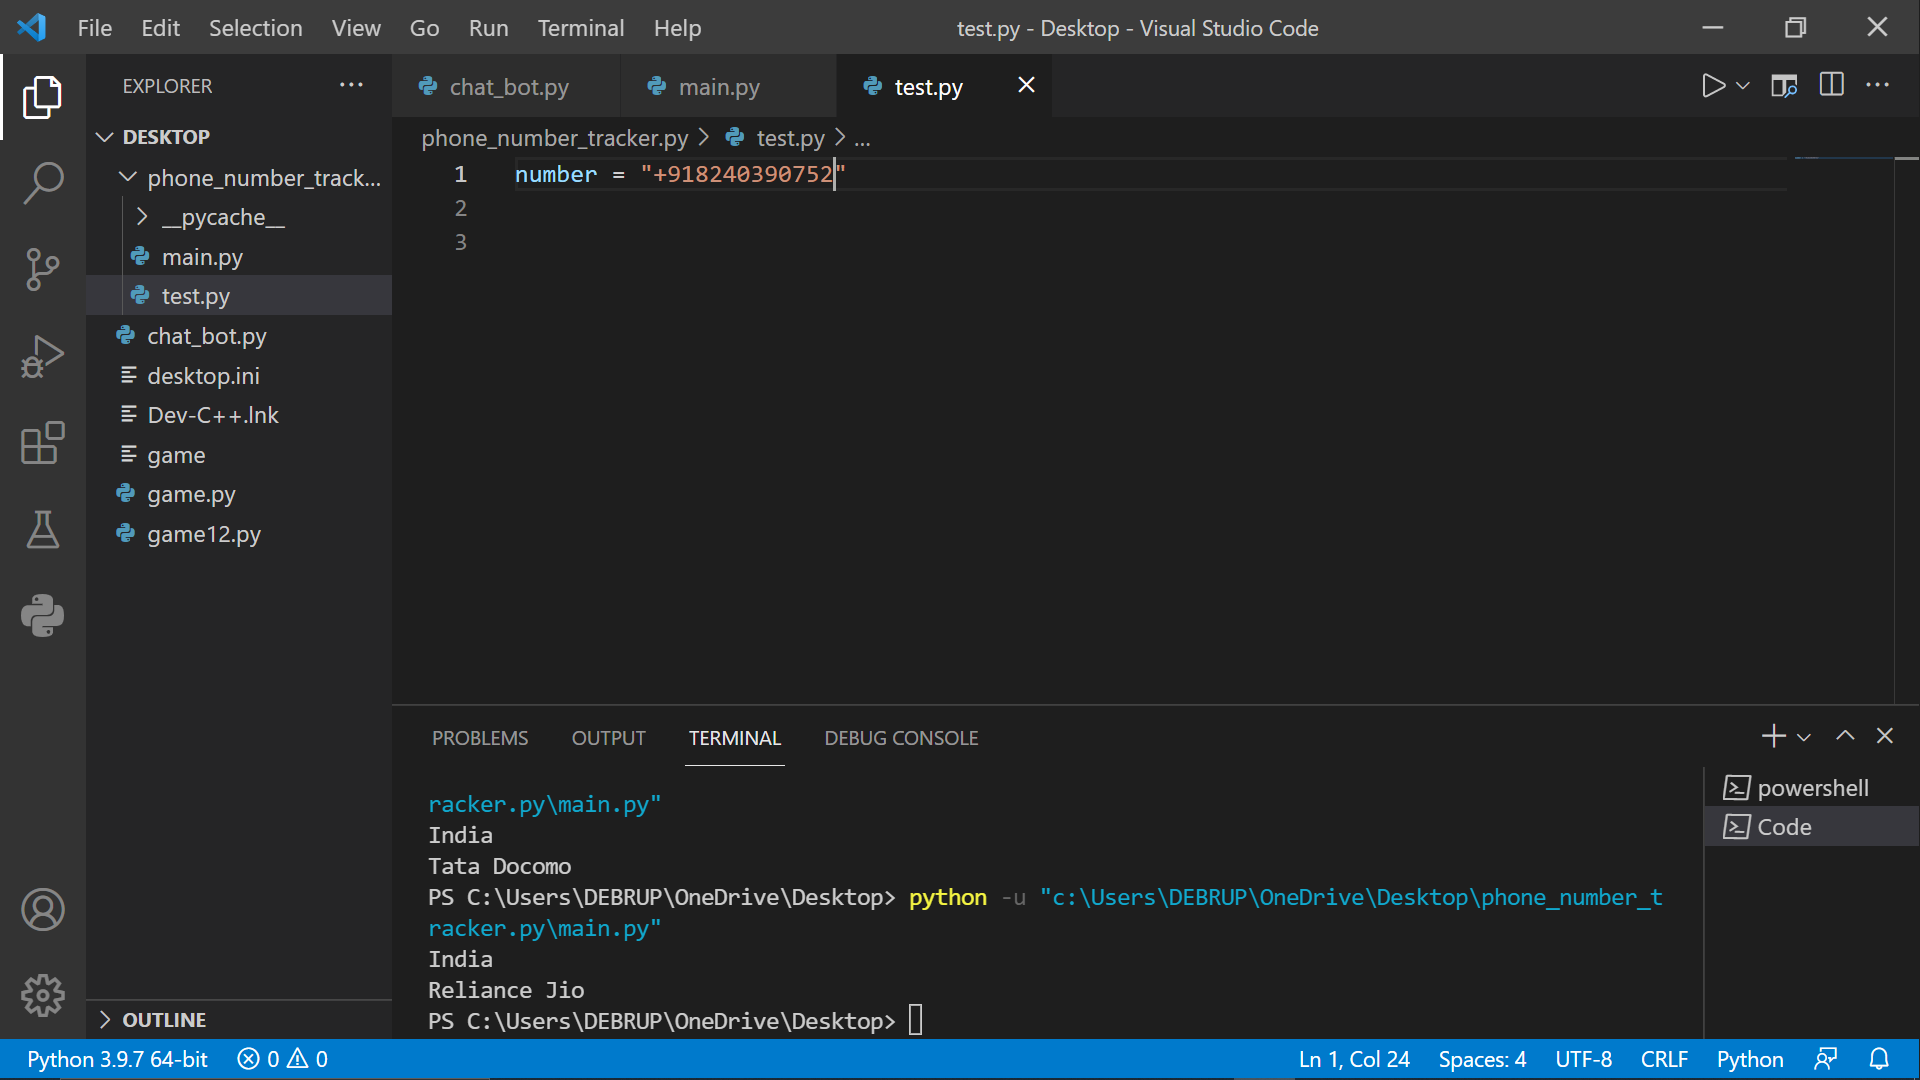 File Edit Selection View Go Run Terminal Help test.py - Desktop - Visual Studio Code
EXPLORER
chat_bot.py main.py test.py
DESKTOP
phone_number_track...
__pycache__
main.py
test.py
chat_bot.py
desktop.ini
Dev-C++.lnk
game
game.py
game12.py
OUTLINE
phone_number_tracker.py > test.py > ...
1 number = "+918240390752"
2
3
PROBLEMS OUTPUT TERMINAL DEBUG CONSOLE
racker.py\main.py"
India
Tata Docomo
PS C:\Users\DEBRUP\OneDrive\Desktop> python -u "c:\Users\DEBRUP\OneDrive\Desktop\phone_number_t
racker.py\main.py"
India
Reliance Jio
PS C:\Users\DEBRUP\OneDrive\Desktop>
powershell
Code
Python 3.9.7 64-bit 0 0 Ln 1, Col 24 Spaces: 4 UTF-8 CRLF Python